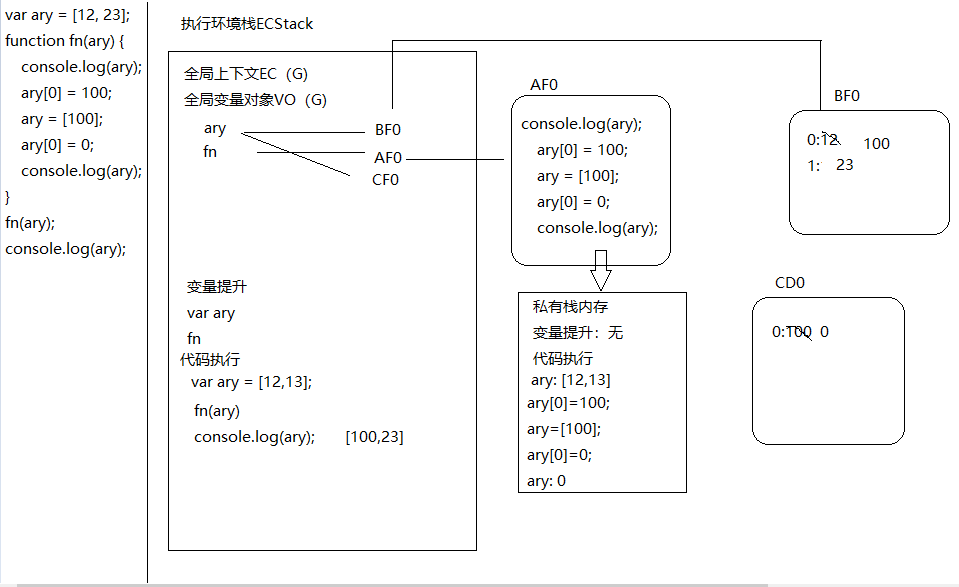 var ary = [12, 23];
function fn(ary) {
console.log(ary);
ary[0] = 100;
ary = [100];
ary[0] = 0;
console.log(ary);
}
fn(ary);
console.log(ary);
执行环境栈ECStack
全局上下文EC（G）
全局变量对象VO（G）
ary
fn
BF0
AF0
CF0
变量提升
var ary
fn
代码执行
var ary = [12,13];
fn(ary)
console.log(ary); [100,23]
AF0
console.log(ary);
ary[0] = 100;
ary = [100];
ary[0] = 0;
console.log(ary);
私有栈内存
变量提升：无
代码执行
ary: [12,13]
ary[0]=100;
ary=[100];
ary[0]=0;
ary: 0
BF0
0:12 100
1: 23
CD0
0:100 0